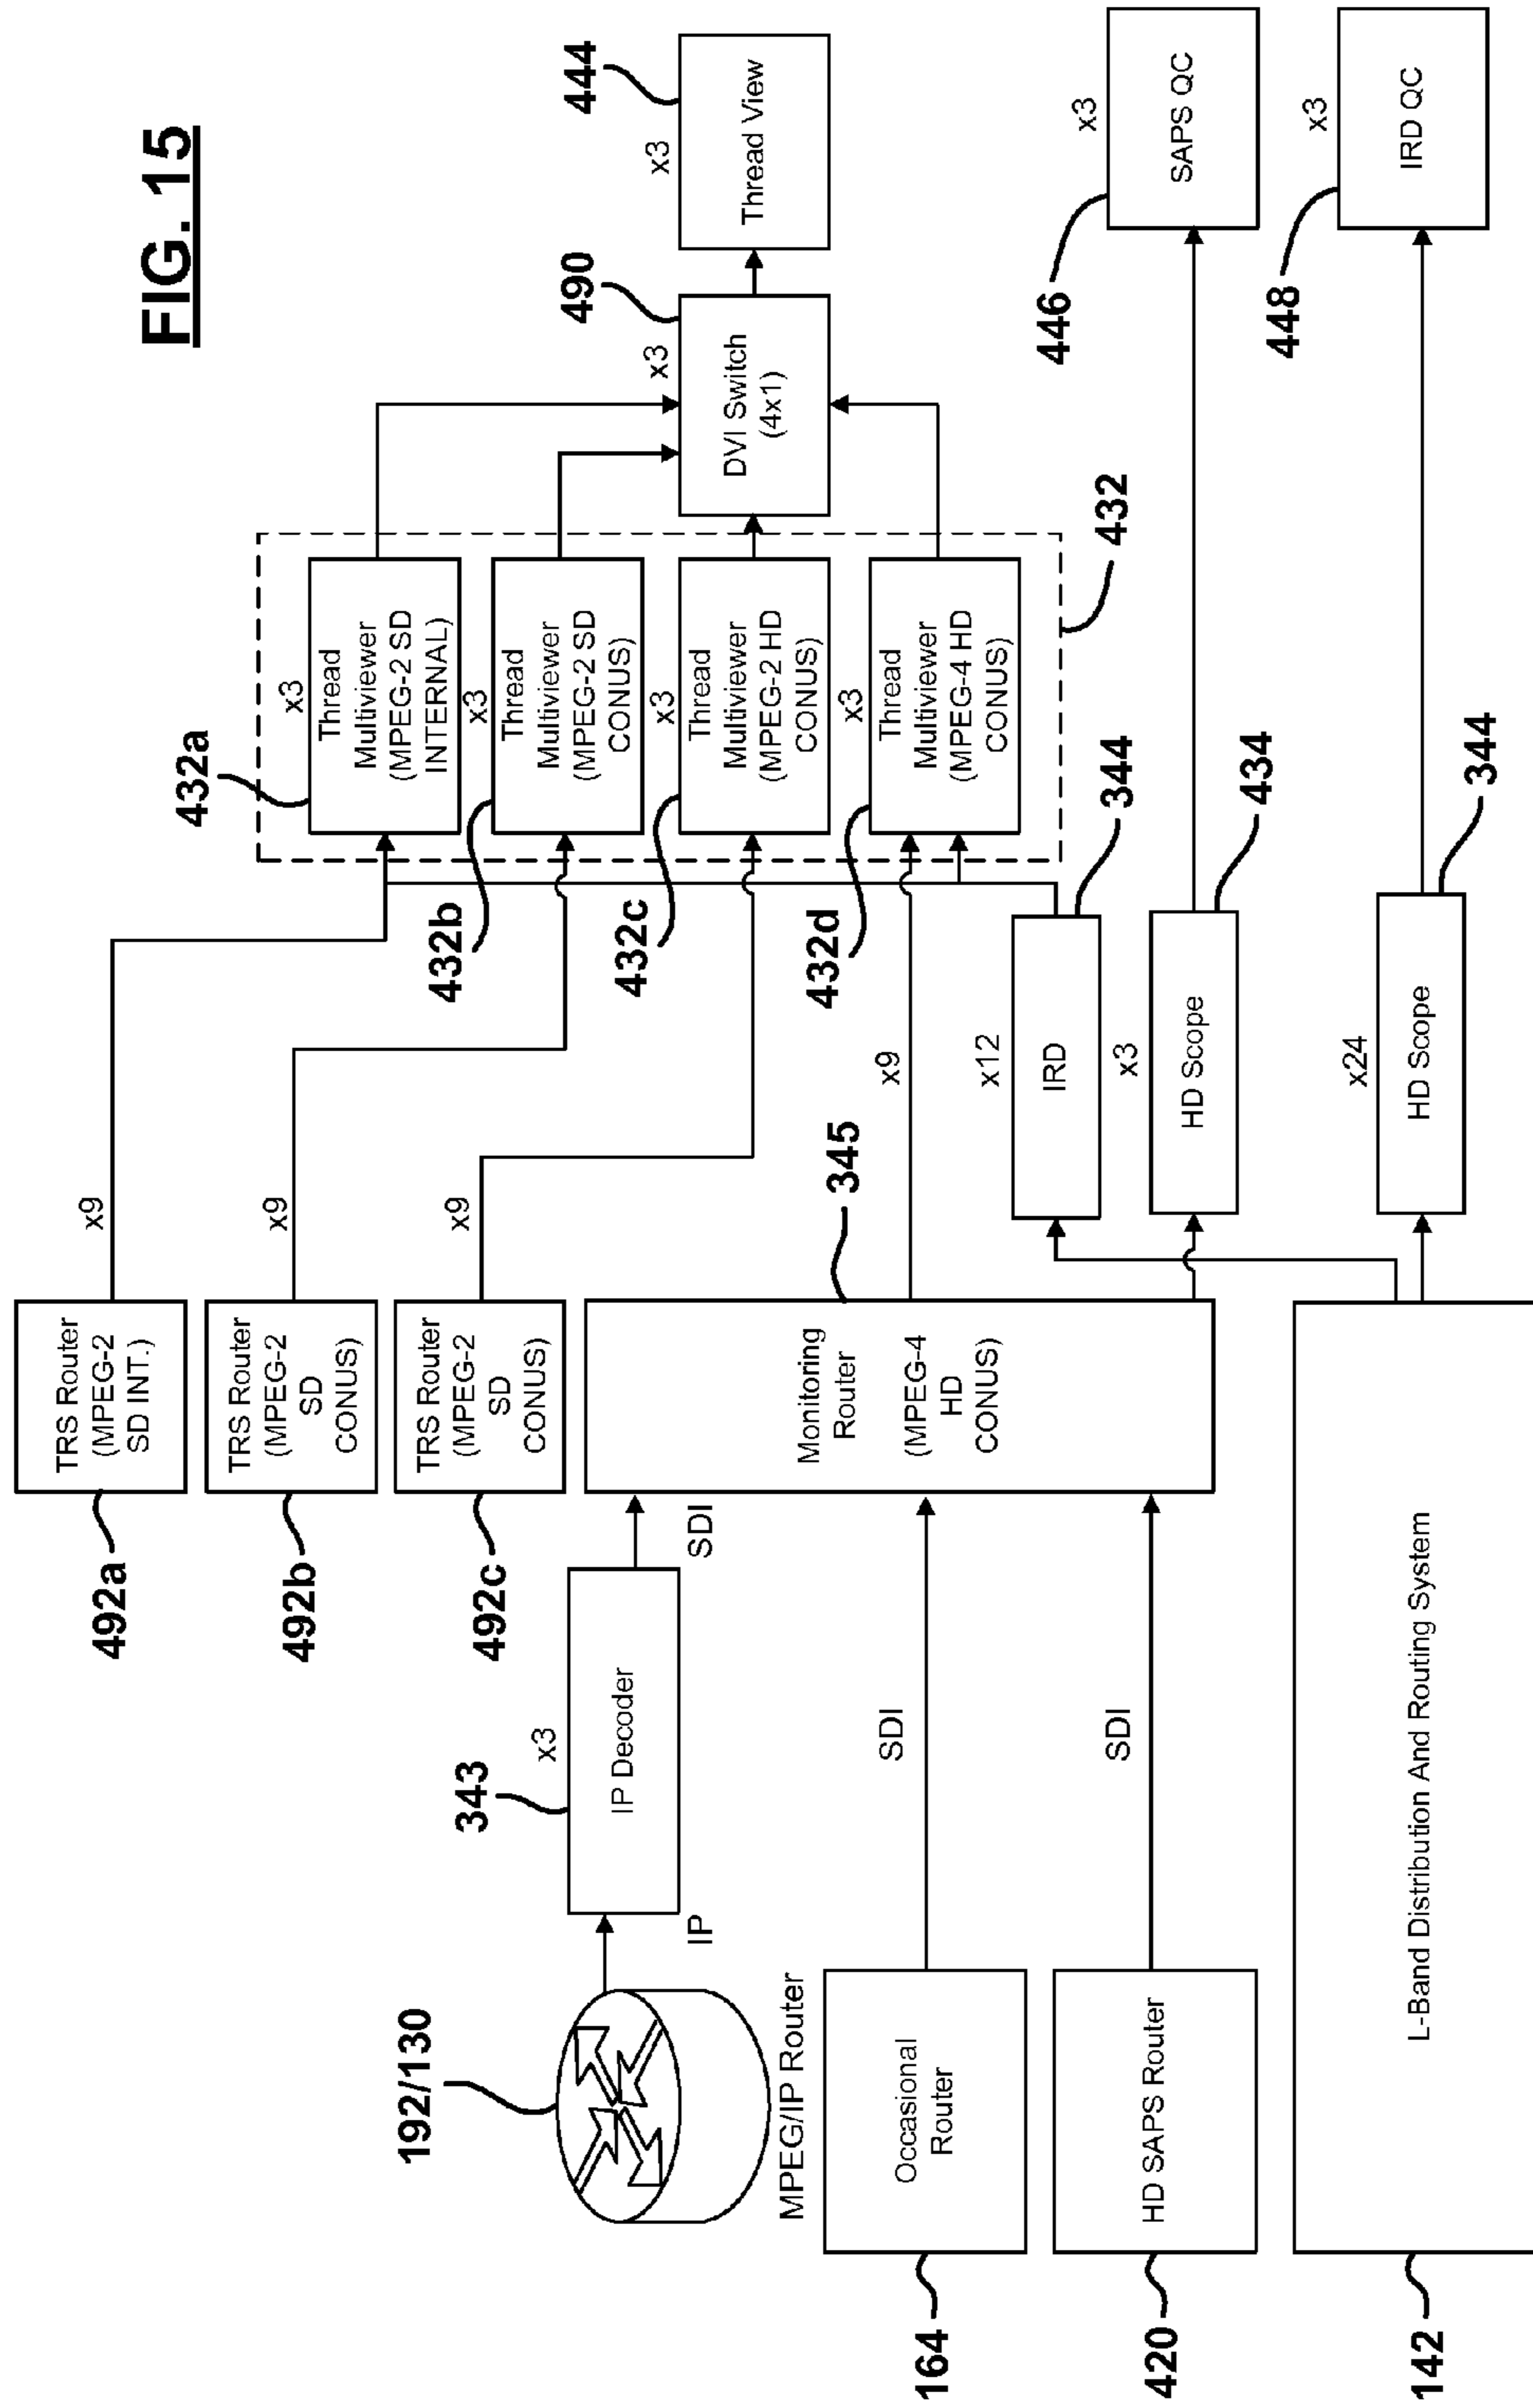 FIG. 15
492a
TRS Router
(MPEG-2
SD INT.)
x9
492b
TRS Router
(MPEG-2
SD
CONUS)
x9
492c
TRS Router
(MPEG-2
SD
CONUS)
x9
192/130
MPEG/IP Router
IP
343
x3
IP Decoder
SDI
345
Monitoring
Router
(MPEG-4
HD
CONUS)
x9
164
Occasional
Router
SDI
420
HD SAPS Router
SDI
142
L-Band Distribution And Routing System
x12
IRD
344
x3
HD Scope
434
x24
HD Scope
344
432a
x3
Thread
Multiviewer
(MPEG-2 SD
INTERNAL)
432b
x3
Thread
Multiviewer
(MPEG-2 SD
CONUS)
432c
x3
Thread
Multiviewer
(MPEG-2 HD
CONUS)
432d
x3
Thread
Multiviewer
(MPEG-4 HD
CONUS)
432
490
x3
DVI Switch
(4x1)
444
x3
Thread View
446
x3
SAPS QC
448
x3
IRD QC